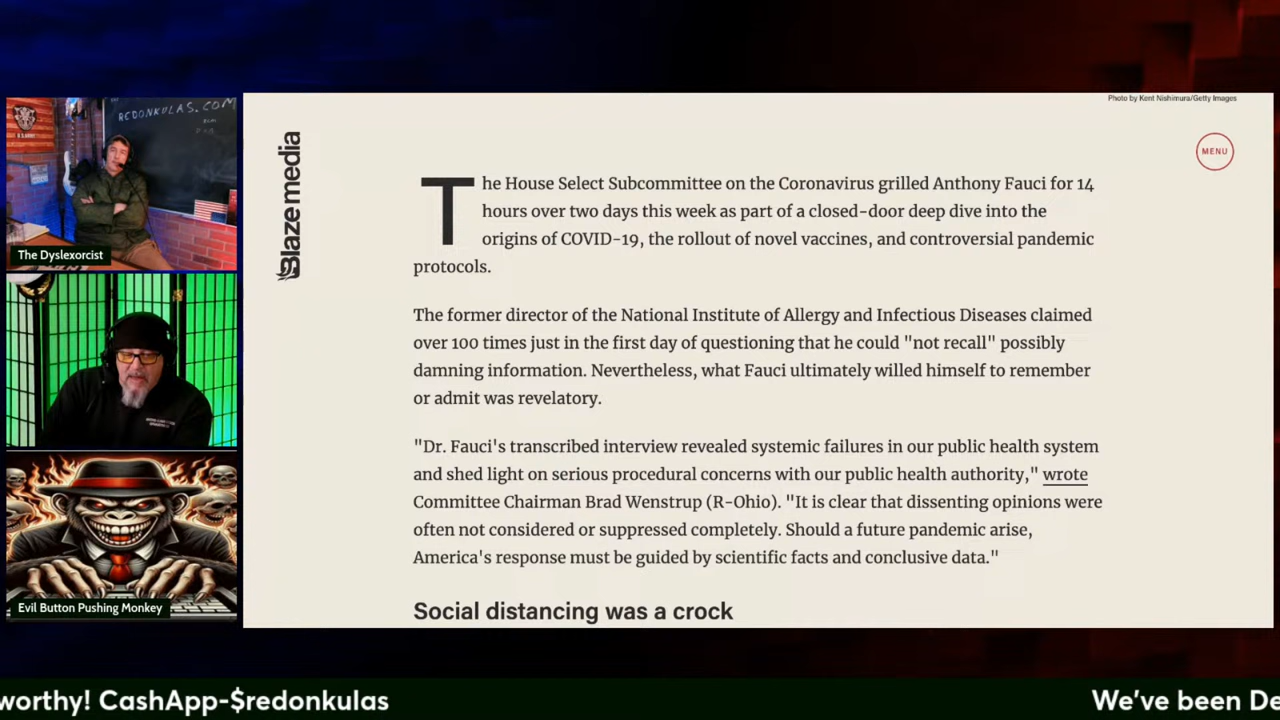 REDONKULAS.COM
U.S. ARMY
The Dyslexorcist
Evil Button Pushing Monkey
Photo by Kent Nishimura/Getty Images
Blaze media
MENU
The House Select Subcommittee on the Coronavirus grilled Anthony Fauci for 14
hours over two days this week as part of a closed-door deep dive into the
origins of COVID-19, the rollout of novel vaccines, and controversial pandemic
protocols.
The former director of the National Institute of Allergy and Infectious Diseases claimed
over 100 times just in the first day of questioning that he could "not recall" possibly
damning information. Nevertheless, what Fauci ultimately willed himself to remember
or admit was revelatory.
"Dr. Fauci's transcribed interview revealed systemic failures in our public health system
and shed light on serious procedural concerns with our public health authority," wrote
Committee Chairman Brad Wenstrup (R-Ohio). "It is clear that dissenting opinions were
often not considered or suppressed completely. Should a future pandemic arise,
America's response must be guided by scientific facts and conclusive data."
Social distancing was a crock
worthy! CashApp-$redonkulas
We've been De